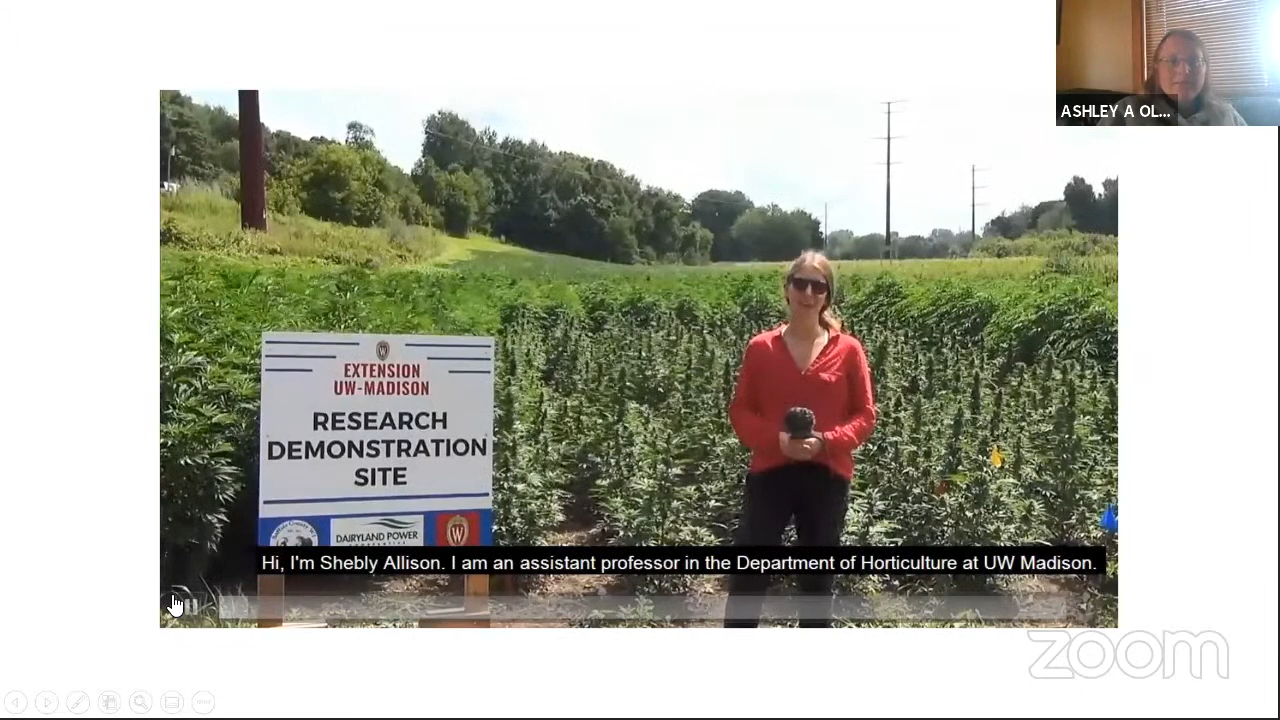 ASHLEY A OL...
EXTENSION
UW-MADISON
RESEARCH
DEMONSTRATION
SITE
DAIRYLAND POWER
Hi, I'm Shebly Allison. I am an assistant professor in the Department of Horticulture at UW Madison.
zoom